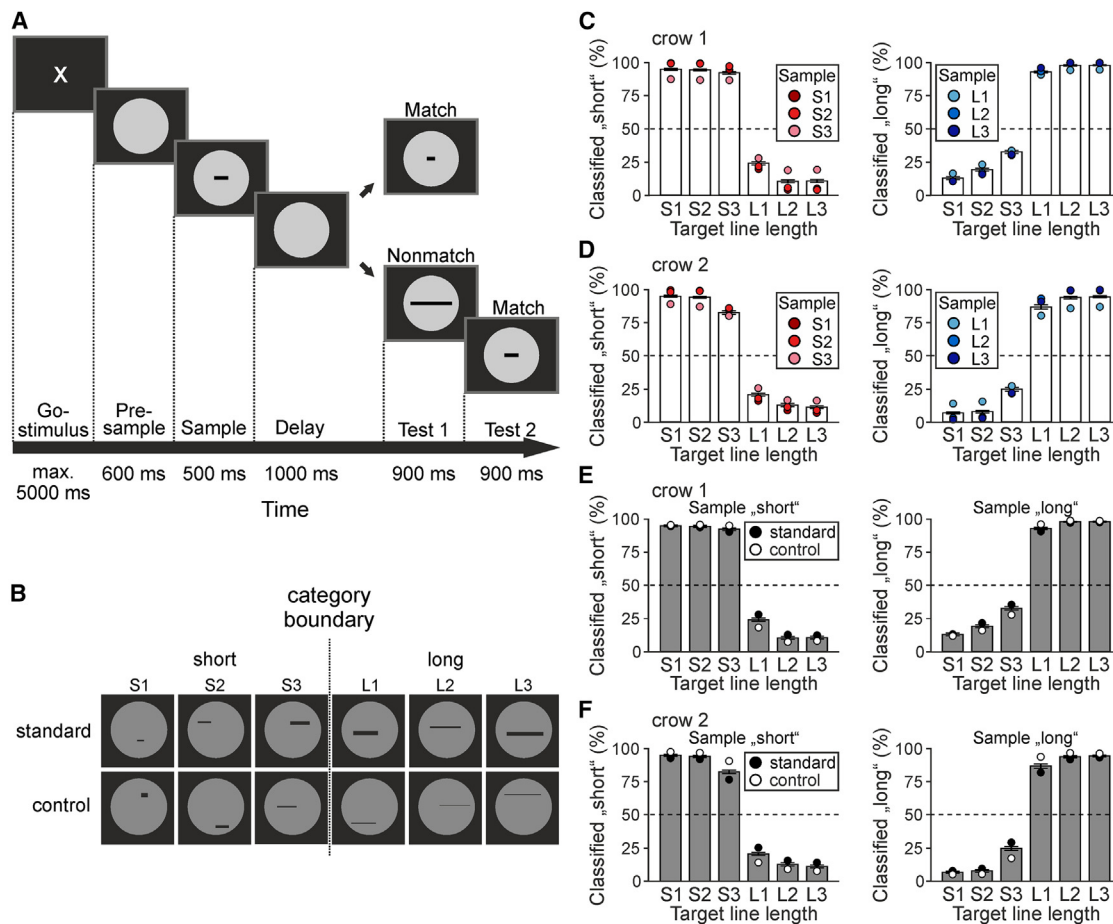 A
X
Match
Nonmatch
Match
Go-
stimulus
Pre-
sample
Sample
Delay
Test 1
Test 2
max.
5000 ms
600 ms
500 ms
1000 ms
900 ms
900 ms
Time
B
category
boundary
short
long
S1
S2
S3
L1
L2
L3
standard
control
C
crow 1
Classified „short“ (%)
100
75
50
25
0
Sample
S1
S2
S3
S1 S2 S3 L1 L2 L3
Target line length
Classified „long“ (%)
100
75
50
25
0
Sample
L1
L2
L3
S1 S2 S3 L1 L2 L3
Target line length
D
crow 2
Classified „short“ (%)
100
75
50
25
0
Sample
S1
S2
S3
S1 S2 S3 L1 L2 L3
Target line length
Classified „long“ (%)
100
75
50
25
0
Sample
L1
L2
L3
S1 S2 S3 L1 L2 L3
Target line length
E
crow 1
Sample „short“
Classified „short“ (%)
100
75
50
25
0
standard
control
S1 S2 S3 L1 L2 L3
Target line length
Sample „long“
Classified „long“ (%)
100
75
50
25
0
S1 S2 S3 L1 L2 L3
Target line length
F
crow 2
Sample „short“
Classified „short“ (%)
100
75
50
25
0
standard
control
S1 S2 S3 L1 L2 L3
Target line length
Sample „long“
Classified „long“ (%)
100
75
50
25
0
S1 S2 S3 L1 L2 L3
Target line length